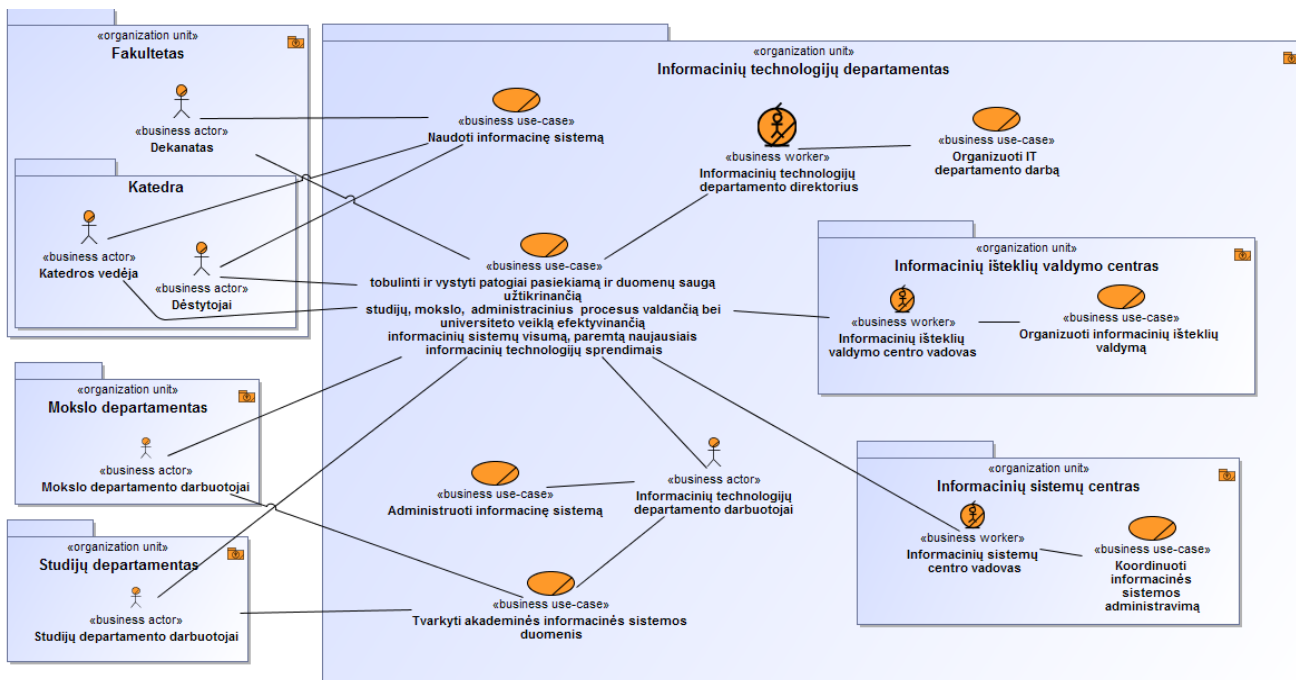 «organization unit»
Fakultetas
«business actor»
Dekanatas
Katedra
«business actor»
Katedros vedėja
«business actor»
Dėstytojai
«organization unit»
Mokslo departamentas
«business actor»
Mokslo departamento darbuotojai
«organization unit»
Studijų departamentas
«business actor»
Studijų departamento darbuotojai
«organization unit»
Informacinių technologijų departamentas
«business use-case»
Naudoti informacinę sistemą
«business worker»
Informacinių technologijų
departamento direktorius
«business use-case»
Organizuoti IT
departamento darbą
«business use-case»
tobulinti ir vystyti patogiai pasiekiamą ir duomenų saugą
užtikrinančią
studijų, mokslo, administracinius procesus valdančią bei
universiteto veiklą efektyvinančią
informacinių sistemų visumą, paremtą naujausiais
informacinių technologijų sprendimais
«organization unit»
Informacinių išteklių valdymo centras
«business worker»
Informacinių išteklių
valdymo centro vadovas
«business use-case»
Organizuoti informacinių išteklių
valdymą
«business use-case»
Administruoti informacinę sistemą
«business actor»
Informacinių technologijų
departamento darbuotojai
«business use-case»
Tvarkyti akademinės informacinės sistemos
duomenis
«organization unit»
Informacinių sistemų centras
«business worker»
Informacinių sistemų
centro vadovas
«business use-case»
Koordinuoti
informacinės
sistemos
administravimą